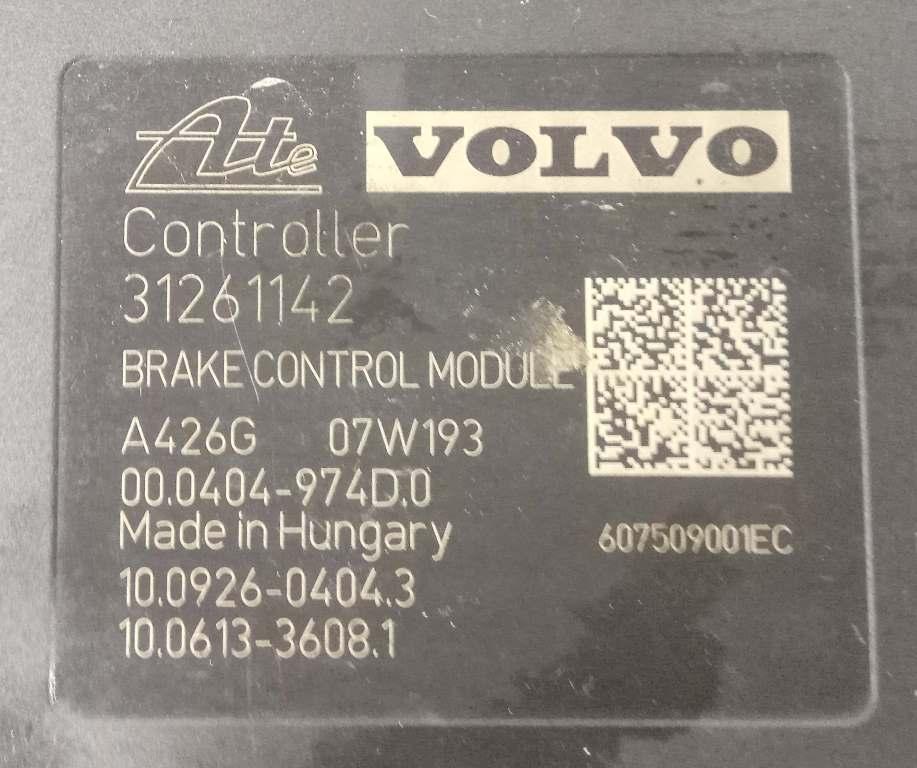 Ate VOLVO
Controller
31261142
BRAKE CONTROL MODULE
A426G 07W193
00.0404-974D.0
Made in Hungary
607509001EC
10.0926-0404.3
10.0613-3608.1